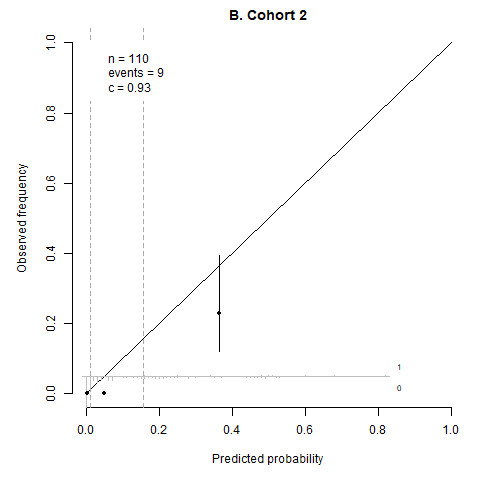 B. Cohort 2
n = 110
events = 9
c = 0.93
Observed frequency
1.0
0.8
0.6
0.4
0.2
0.0
1
0
0.0 0.2 0.4 0.6 0.8 1.0
Predicted probability